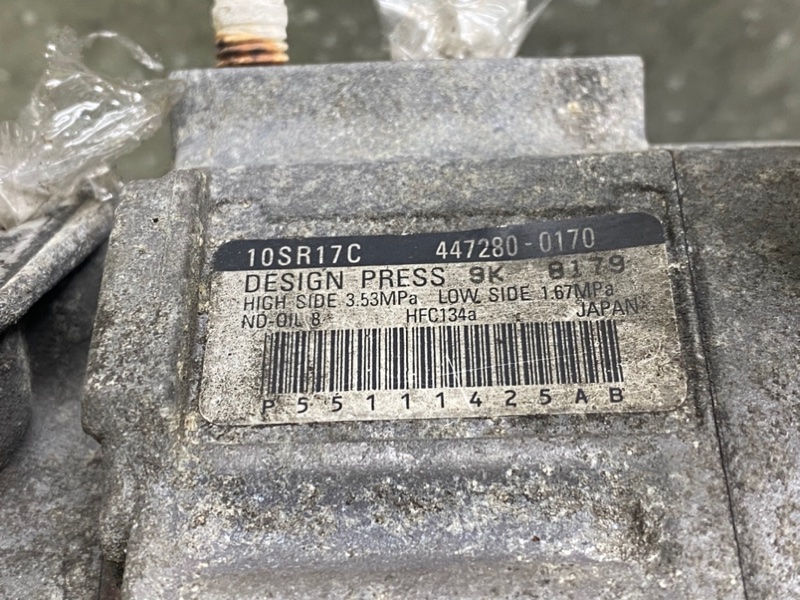 10SR17C 447280-0170
DESIGN PRESS 9K 8179
HIGH SIDE 3.53MPa LOW SIDE 1.67MPa
ND-OIL 8 HFC134a JAPAN
P55111425AB